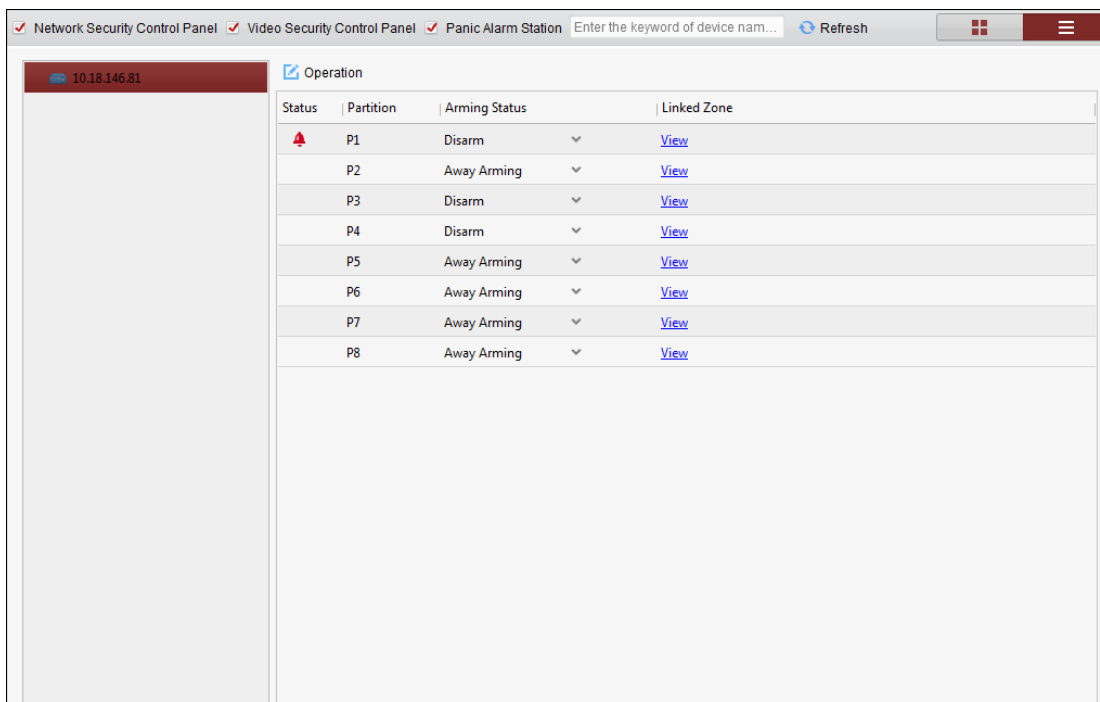 Network Security Control Panel Video Security Control Panel Panic Alarm Station Enter the keyword of device nam... Refresh
10.18.146.81
Operation
Status Partition Arming Status Linked Zone
P1 Disarm View
P2 Away Arming View
P3 Disarm View
P4 Disarm View
P5 Away Arming View
P6 Away Arming View
P7 Away Arming View
P8 Away Arming View